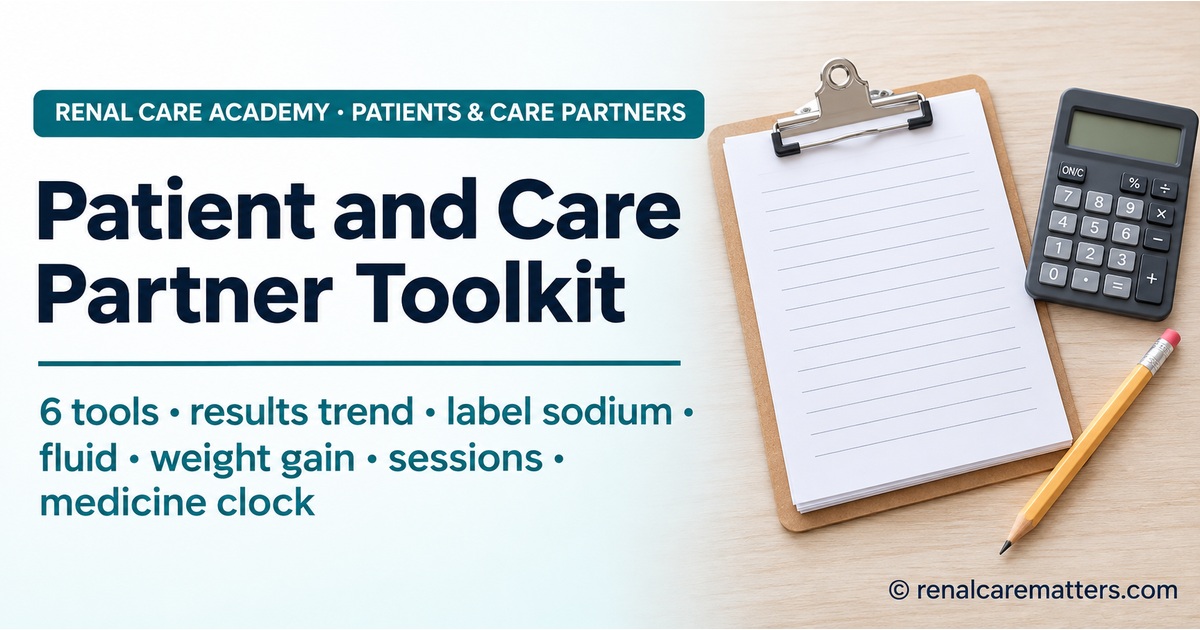 RENAL CARE ACADEMY • PATIENTS & CARE PARTNERS
Patient and Care
Partner Toolkit
6 tools • results trend • label sodium •
fluid • weight gain • sessions •
medicine clock
ON/C % ÷
7 8 9 ×
4 5 6 −
1 2 3 +
0 • =
© renalcarematters.com